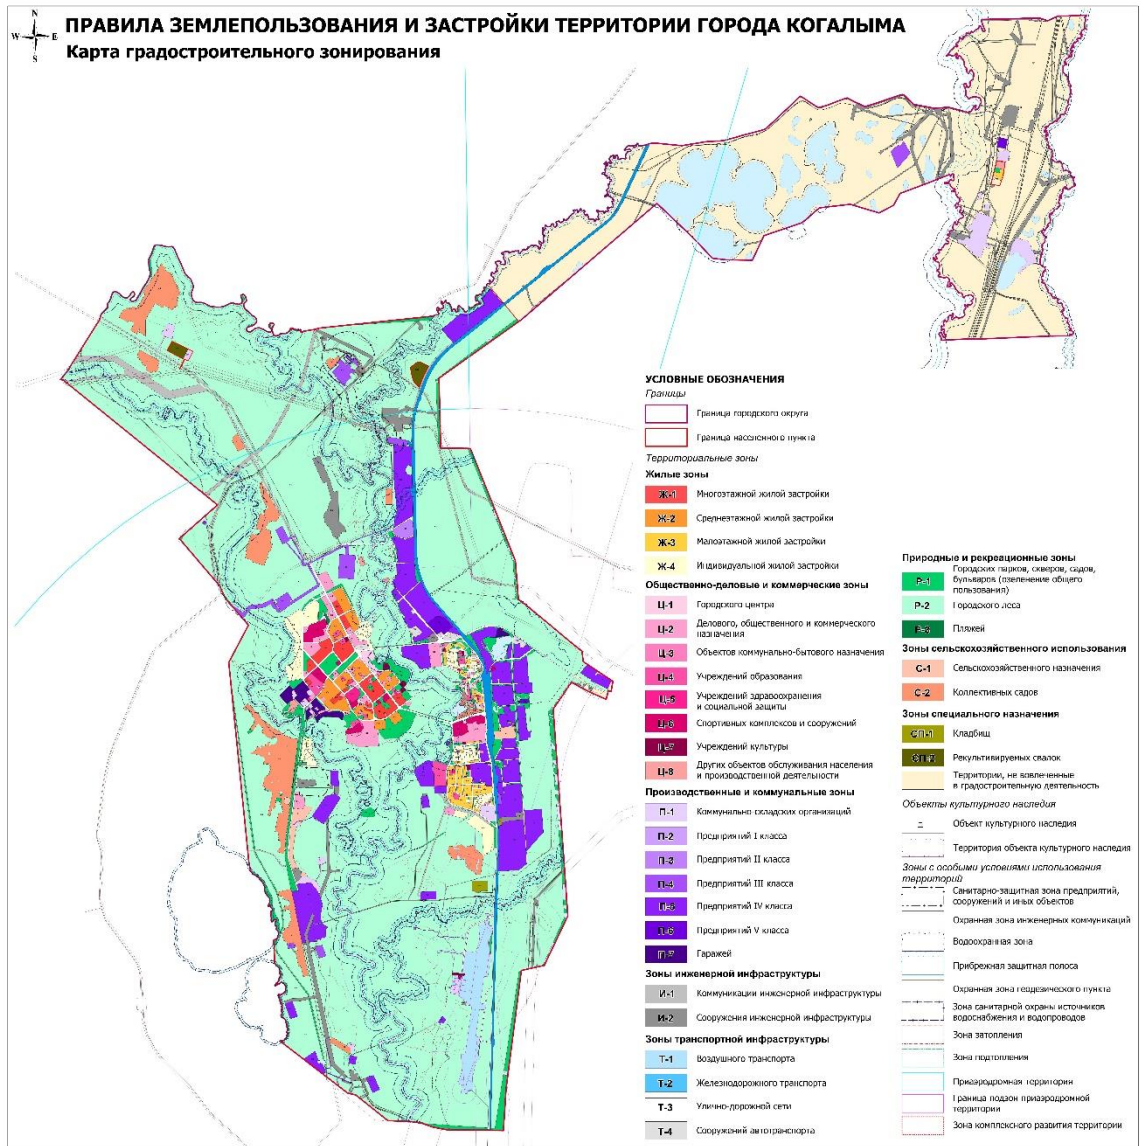 N
W E
S
ПРАВИЛА ЗЕМЛЕПОЛЬЗОВАНИЯ И ЗАСТРОЙКИ ТЕРРИТОРИИ ГОРОДА КОГАЛЫМА
Карта градостроительного зонирования
УСЛОВНЫЕ ОБОЗНАЧЕНИЯ
Границы
Граница городского округа
Граница населенного пункта
Территориальные зоны
Жилые зоны
Ж-1 Многоэтажной жилой застройки
Ж-2 Среднеэтажной жилой застройки
Ж-3 Малоэтажной жилой застройки
Ж-4 Индивидуальной жилой застройки
Общественно-деловые и коммерческие зоны
Ц-1 Городского центра
Ц-2 Делового, общественного и коммерческого
назначения
Ц-3 Объектов коммунально-бытового назначения
Ц-4 Учреждений образования
Ц-5 Учреждений здравоохранения
и социальной защиты
Ц-6 Спортивных комплексов и сооружений
Ц-7 Учреждений культуры
Ц-8 Других объектов обслуживания населения
и производственной деятельности
Производственные и коммунальные зоны
П-1 Коммунально складских организаций
П-2 Предприятий I класса
П-3 Предприятий II класса
П-4 Предприятий III класса
П-5 Предприятий IV класса
П-6 Предприятий V класса
П-7 Гаражей
Зоны инженерной инфраструктуры
И-1 Коммуникации инженерной инфраструктуры
И-2 Сооружения инженерной инфраструктуры
Зоны транспортной инфраструктуры
Т-1 Воздушного транспорта
Т-2 Железнодорожного транспорта
Т-3 Улично-дорожной сети
Т-4 Сооружений автотранспорта
Природные и рекреационные зоны
Р-1 Городских парков, скверов, садов,
бульваров (озеленение общего
пользования)
Р-2 Городского леса
Р-3 Пляжей
Зоны сельскохозяйственного использования
С-1 Сельскохозяйственного назначения
С-2 Коллективных садов
Зоны специального назначения
СП-1 Кладбищ
СП-2 Рекультивируемых свалок
Территории, не вовлеченные
в градостроительную деятельность
Объекты культурного наследия
Объект культурного наследия
Территория объекта культурного наследия
Зоны с особыми условиями использования
территорий
Санитарно-защитная зона предприятий,
сооружений и иных объектов
Охранная зона инженерных коммуникаций
Водоохранная зона
Прибрежная защитная полоса
Охранная зона геодезического пункта
Зона санитарной охраны источников
водоснабжения и водопроводов
Зона затопления
Зона подтопления
Приаэродромная территория
Граница подзон приаэродромной
территории
Зона комплексного развития территории